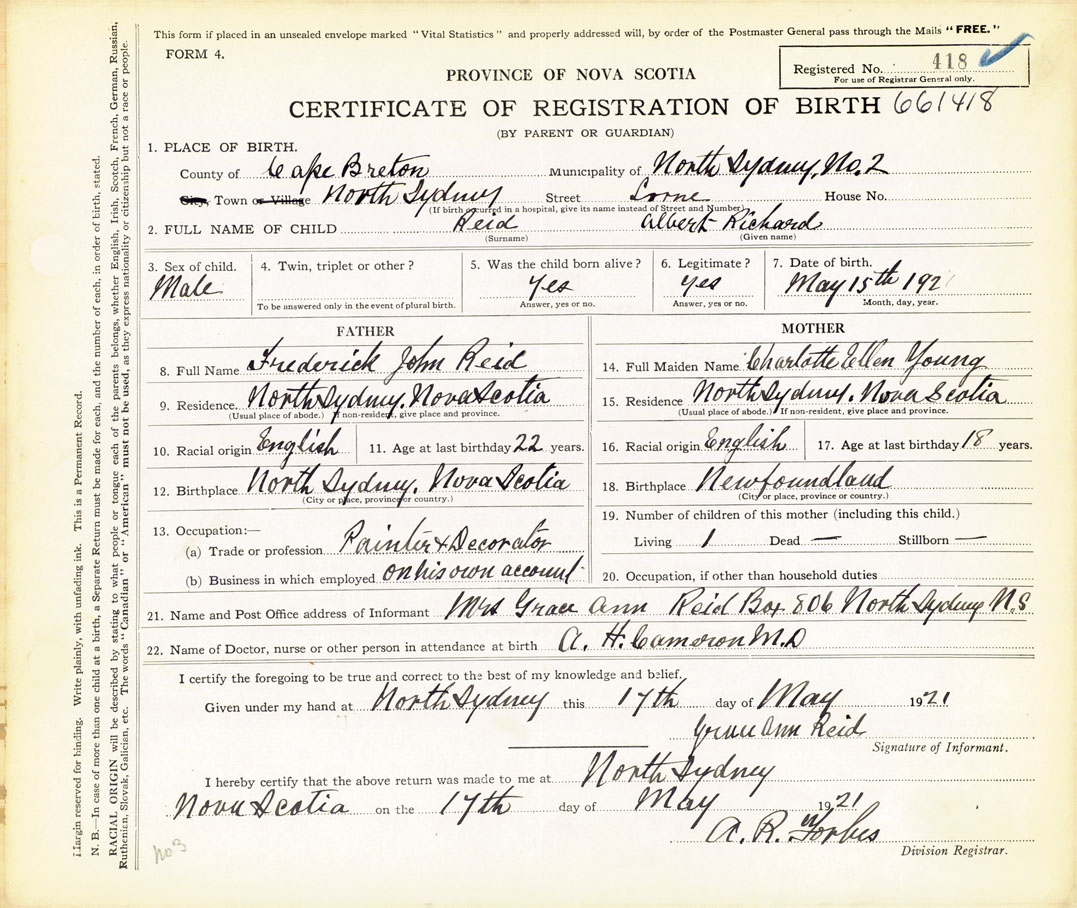 This form if placed in an unsealed envelope marked "Vital Statistics" and properly addressed will, by order of the Postmaster General pass through the Mails "FREE."
FORM 4.
Registered No. 418
For use of Registrar General only.
PROVINCE OF NOVA SCOTIA
CERTIFICATE OF REGISTRATION OF BIRTH 661418
(BY PARENT OR GUARDIAN)
1. PLACE OF BIRTH.
County of Cape Breton Municipality of North Sydney, No. 2
City, Town or Village North Sydney Street Lorne House No.
(If birth occurred in a hospital, give its name instead of Street and Number)
2. FULL NAME OF CHILD Reid Albert Richard
(Surname) (Given name)
3. Sex of child. 4. Twin, triplet or other? 5. Was the child born alive? 6. Legitimate? 7. Date of birth.
Male Yes Yes May 15th 192
To be answered only in the event of plural birth. Answer, yes or no. Answer, yes or no. Month, day, year.
FATHER
8. Full Name Frederick John Reid
9. Residence. North Sydney, Nova Scotia
(Usual place of abode.) If non-resident, give place and province.
10. Racial origin English 11. Age at last birthday 22 years.
12. Birthplace North Sydney, Nova Scotia
(City or place, province or country.)
13. Occupation:—
(a) Trade or profession Painter & Decorator
(b) Business in which employed on his own account
MOTHER
14. Full Maiden Name Charlotte Ellen Young
15. Residence North Sydney, Nova Scotia
(Usual place of abode.) If non-resident, give place and province.
16. Racial origin English 17. Age at last birthday 18 years.
18. Birthplace Newfoundland
(City or place, province or country.)
19. Number of children of this mother (including this child.)
Living 1 Dead — Stillborn —
20. Occupation, if other than household duties
21. Name and Post Office address of Informant Mrs Grace Ann Reid Box 806 North Sydney N.S
22. Name of Doctor, nurse or other person in attendance at birth A. H. Cameron M.D
I certify the foregoing to be true and correct to the best of my knowledge and belief.
Given under my hand at North Sydney this 17th day of May 1921
Grace Ann Reid
Signature of Informant.
I hereby certify that the above return was made to me at North Sydney
Nova Scotia on the 17th day of May 1921
A. R. Forbes
Division Registrar.
No 3
Margin reserved for binding. Write plainly, with unfading ink. This is a Permanent Record.
N. B.—In case of more than one child at a birth, a Separate Return must be made for each, and the number of each, in order of birth, stated.
RACIAL ORIGIN will be described by stating to what people or tongue each of the parents belongs, whether English, Irish, Scotch, French, German, Russian,
Ruthenian, Slovak, Galician, etc. The words "Canadian" or "American" must not be used, as they express nationality or citizenship but not a race or people.